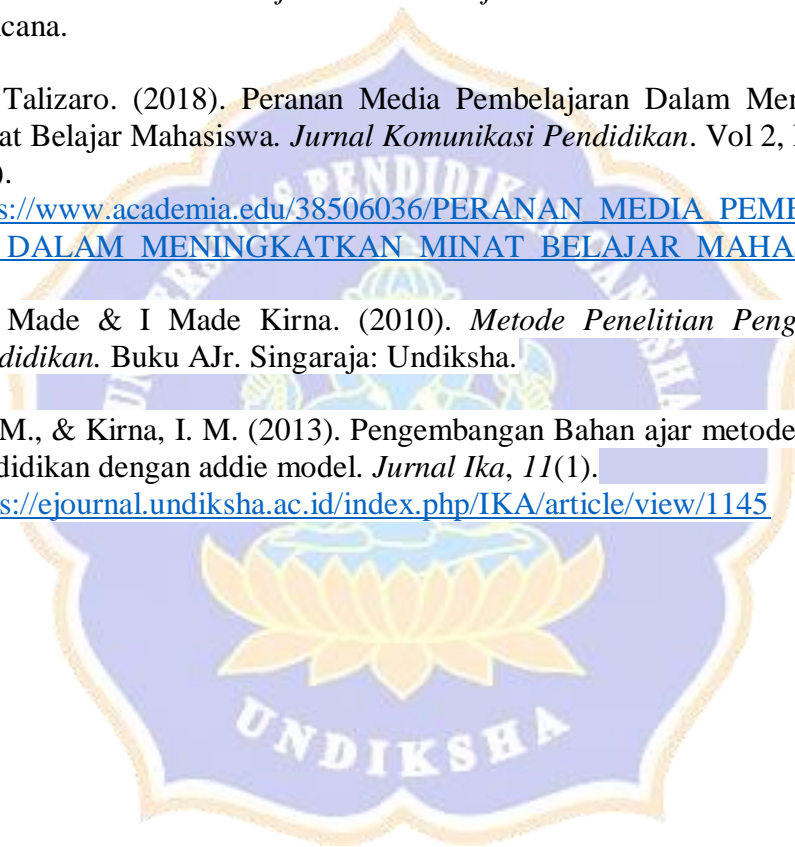 cana.
Talizaro. (2018). Peranan Media Pembelajaran Dalam Men
at Belajar Mahasiswa. Jurnal Komunikasi Pendidikan. Vol 2,
).
s://www.academia.edu/38506036/PERANAN_MEDIA_PEMB
_DALAM_MENINGKATKAN_MINAT_BELAJAR_MAHA
Made & I Made Kirna. (2010). Metode Penelitian Peng
didikan. Buku AJr. Singaraja: Undiksha.
M., & Kirna, I. M. (2013). Pengembangan Bahan ajar metode
didikan dengan addie model. Jurnal Ika, 11(1).
s://ejournal.undiksha.ac.id/index.php/IKA/article/view/1145
UNDIKSHA